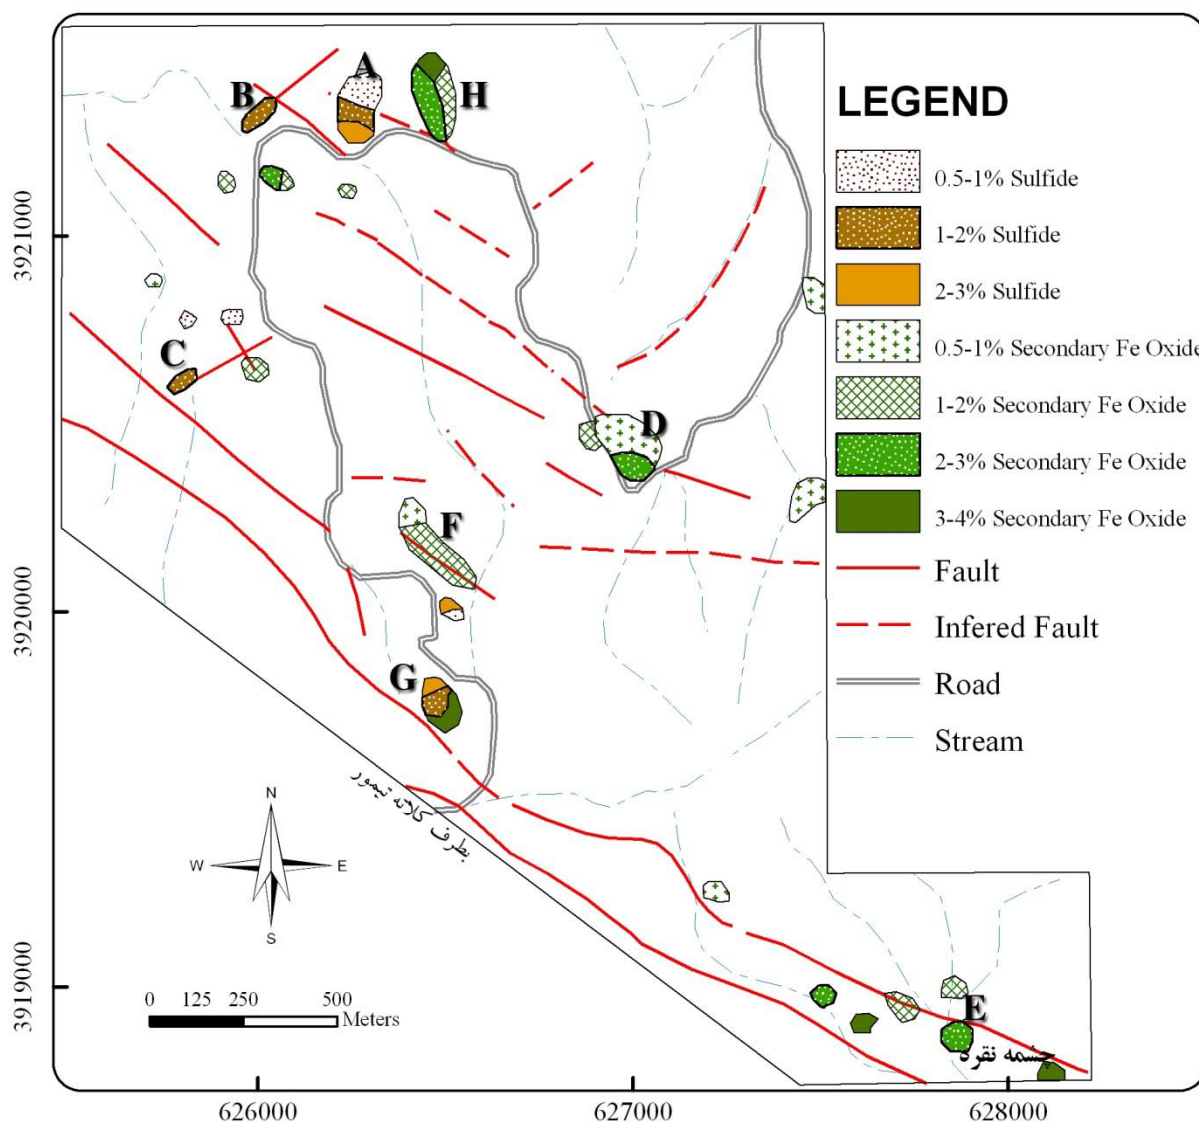 A
B
H
C
D
F
G
E
3921000
3920000
3919000
626000
627000
628000
بطرف کلاته تیمور
چشمه نقره
N
W
E
S
0 125 250 500
Meters
LEGEND
0.5-1% Sulfide
1-2% Sulfide
2-3% Sulfide
0.5-1% Secondary Fe Oxide
1-2% Secondary Fe Oxide
2-3% Secondary Fe Oxide
3-4% Secondary Fe Oxide
Fault
Infered Fault
Road
Stream